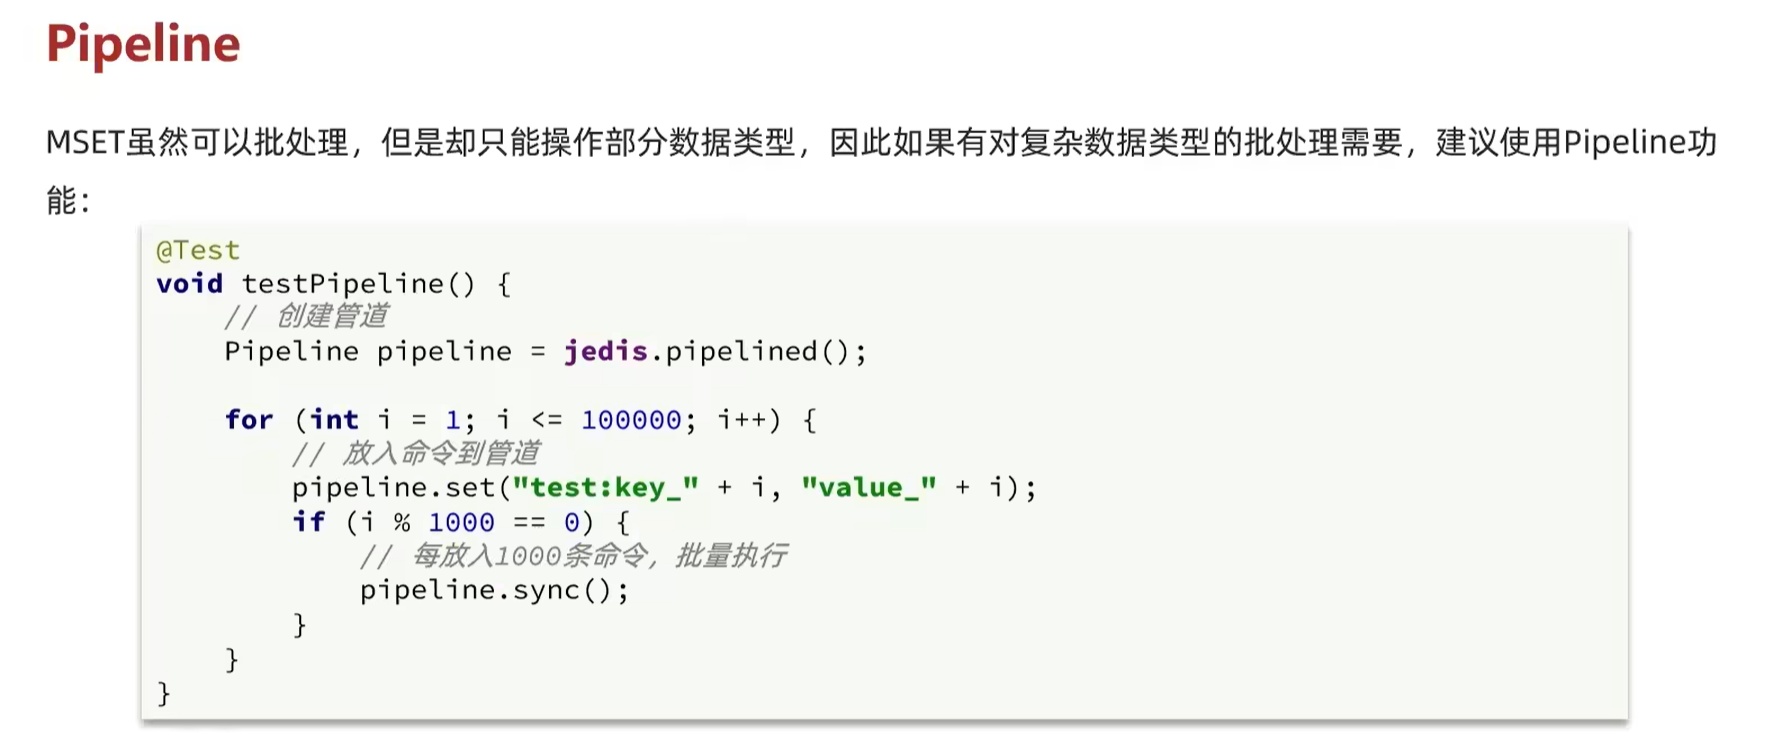 Pipeline
MSET虽然可以批处理，但是却只能操作部分数据类型，因此如果有对复杂数据类型的批处理需要，建议使用Pipeline功
能：
@Test
void testPipeline() {
    // 创建管道
    Pipeline pipeline = jedis.pipelined();

    for (int i = 1; i <= 100000; i++) {
        // 放入命令到管道
        pipeline.set("test:key_" + i, "value_" + i);
        if (i % 1000 == 0) {
            // 每放入1000条命令，批量执行
            pipeline.sync();
        }
    }
}